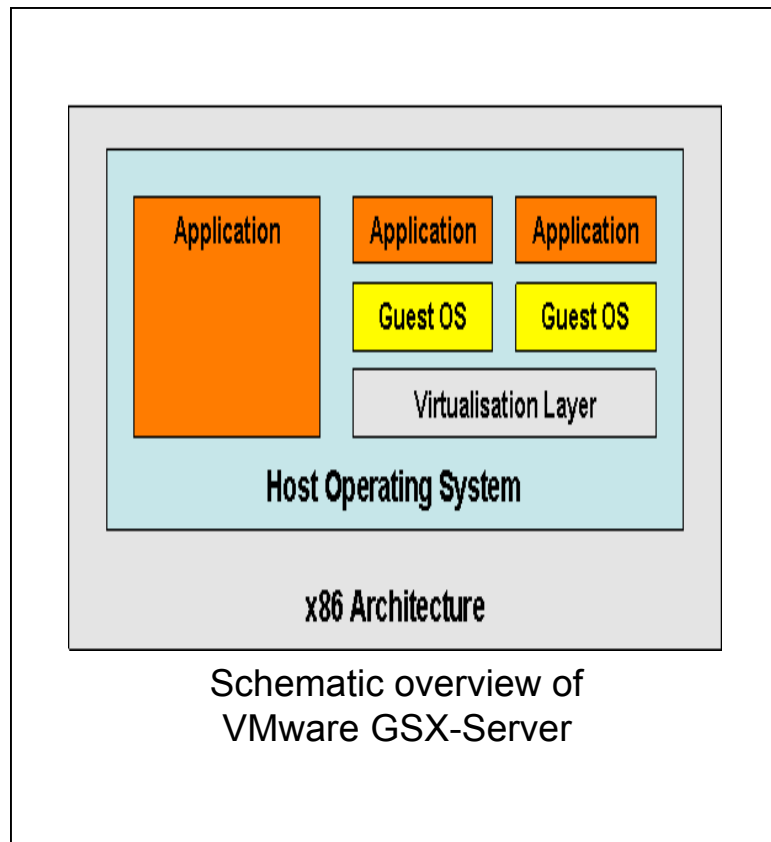 Application
Application
Application
Guest OS
Guest OS
Virtualisation Layer
Host Operating System
x86 Architecture
Schematic overview of
VMware GSX-Server